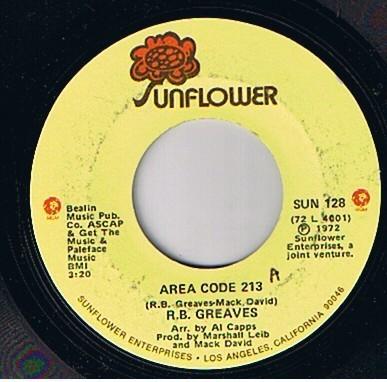 SUNFLOWER
Bealin
Music Pub.
Co. ASCAP
& Get The
Music &
Paleface
Music
BMI
3:20
SUN 128
(72 L 4001)
Ⓟ 1972
Sunflower
Enterprises, a
joint venture.
AREA CODE 213
(R.B. Greaves-Mack David)
R.B. GREAVES
Arr. by Al Capps
Prod. by Marshall Leib
and Mack David
SUNFLOWER ENTERPRISES • LOS ANGELES, CALIFORNIA 90046